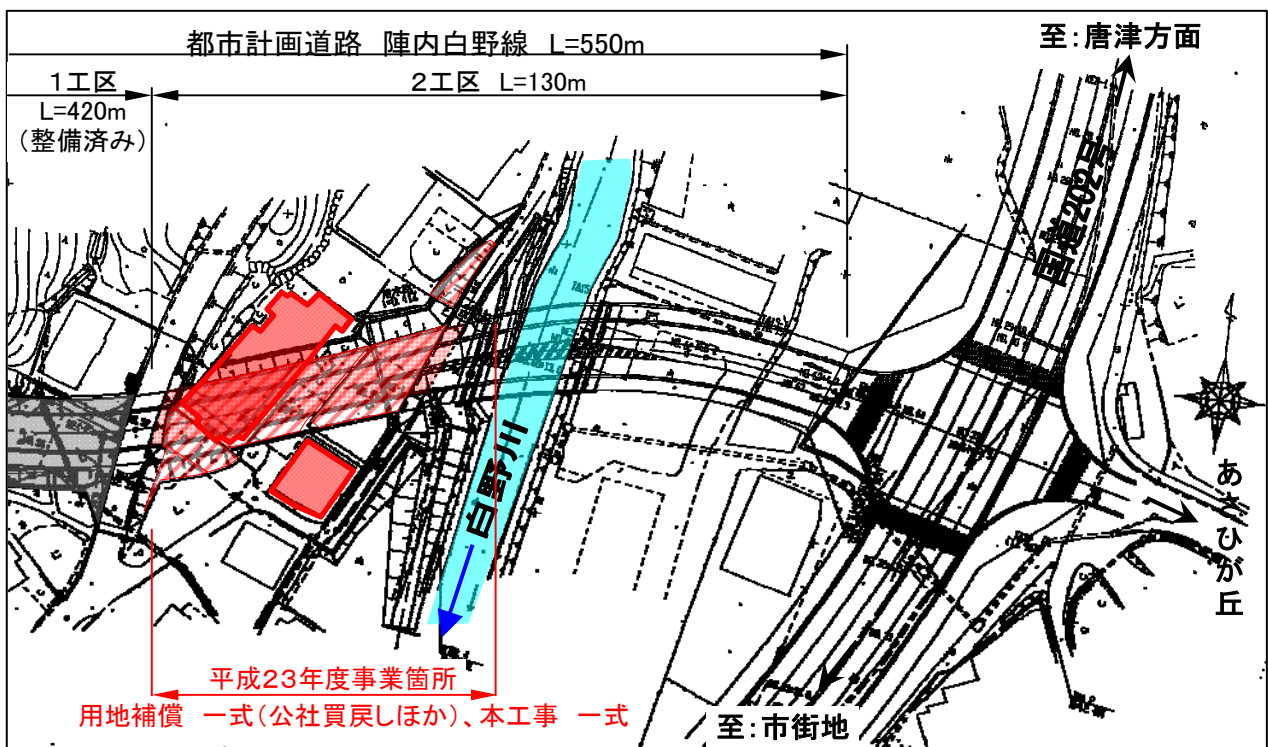 都市計画道路 陣内白野線 L=550m
至:唐津方面
1工区
L=420m
(整備済み)
2工区 L=130m
国道202号
白野川
あさひが丘
平成23年度事業箇所
用地補償 一式(公社買戻しほか)、本工事 一式
至:市街地